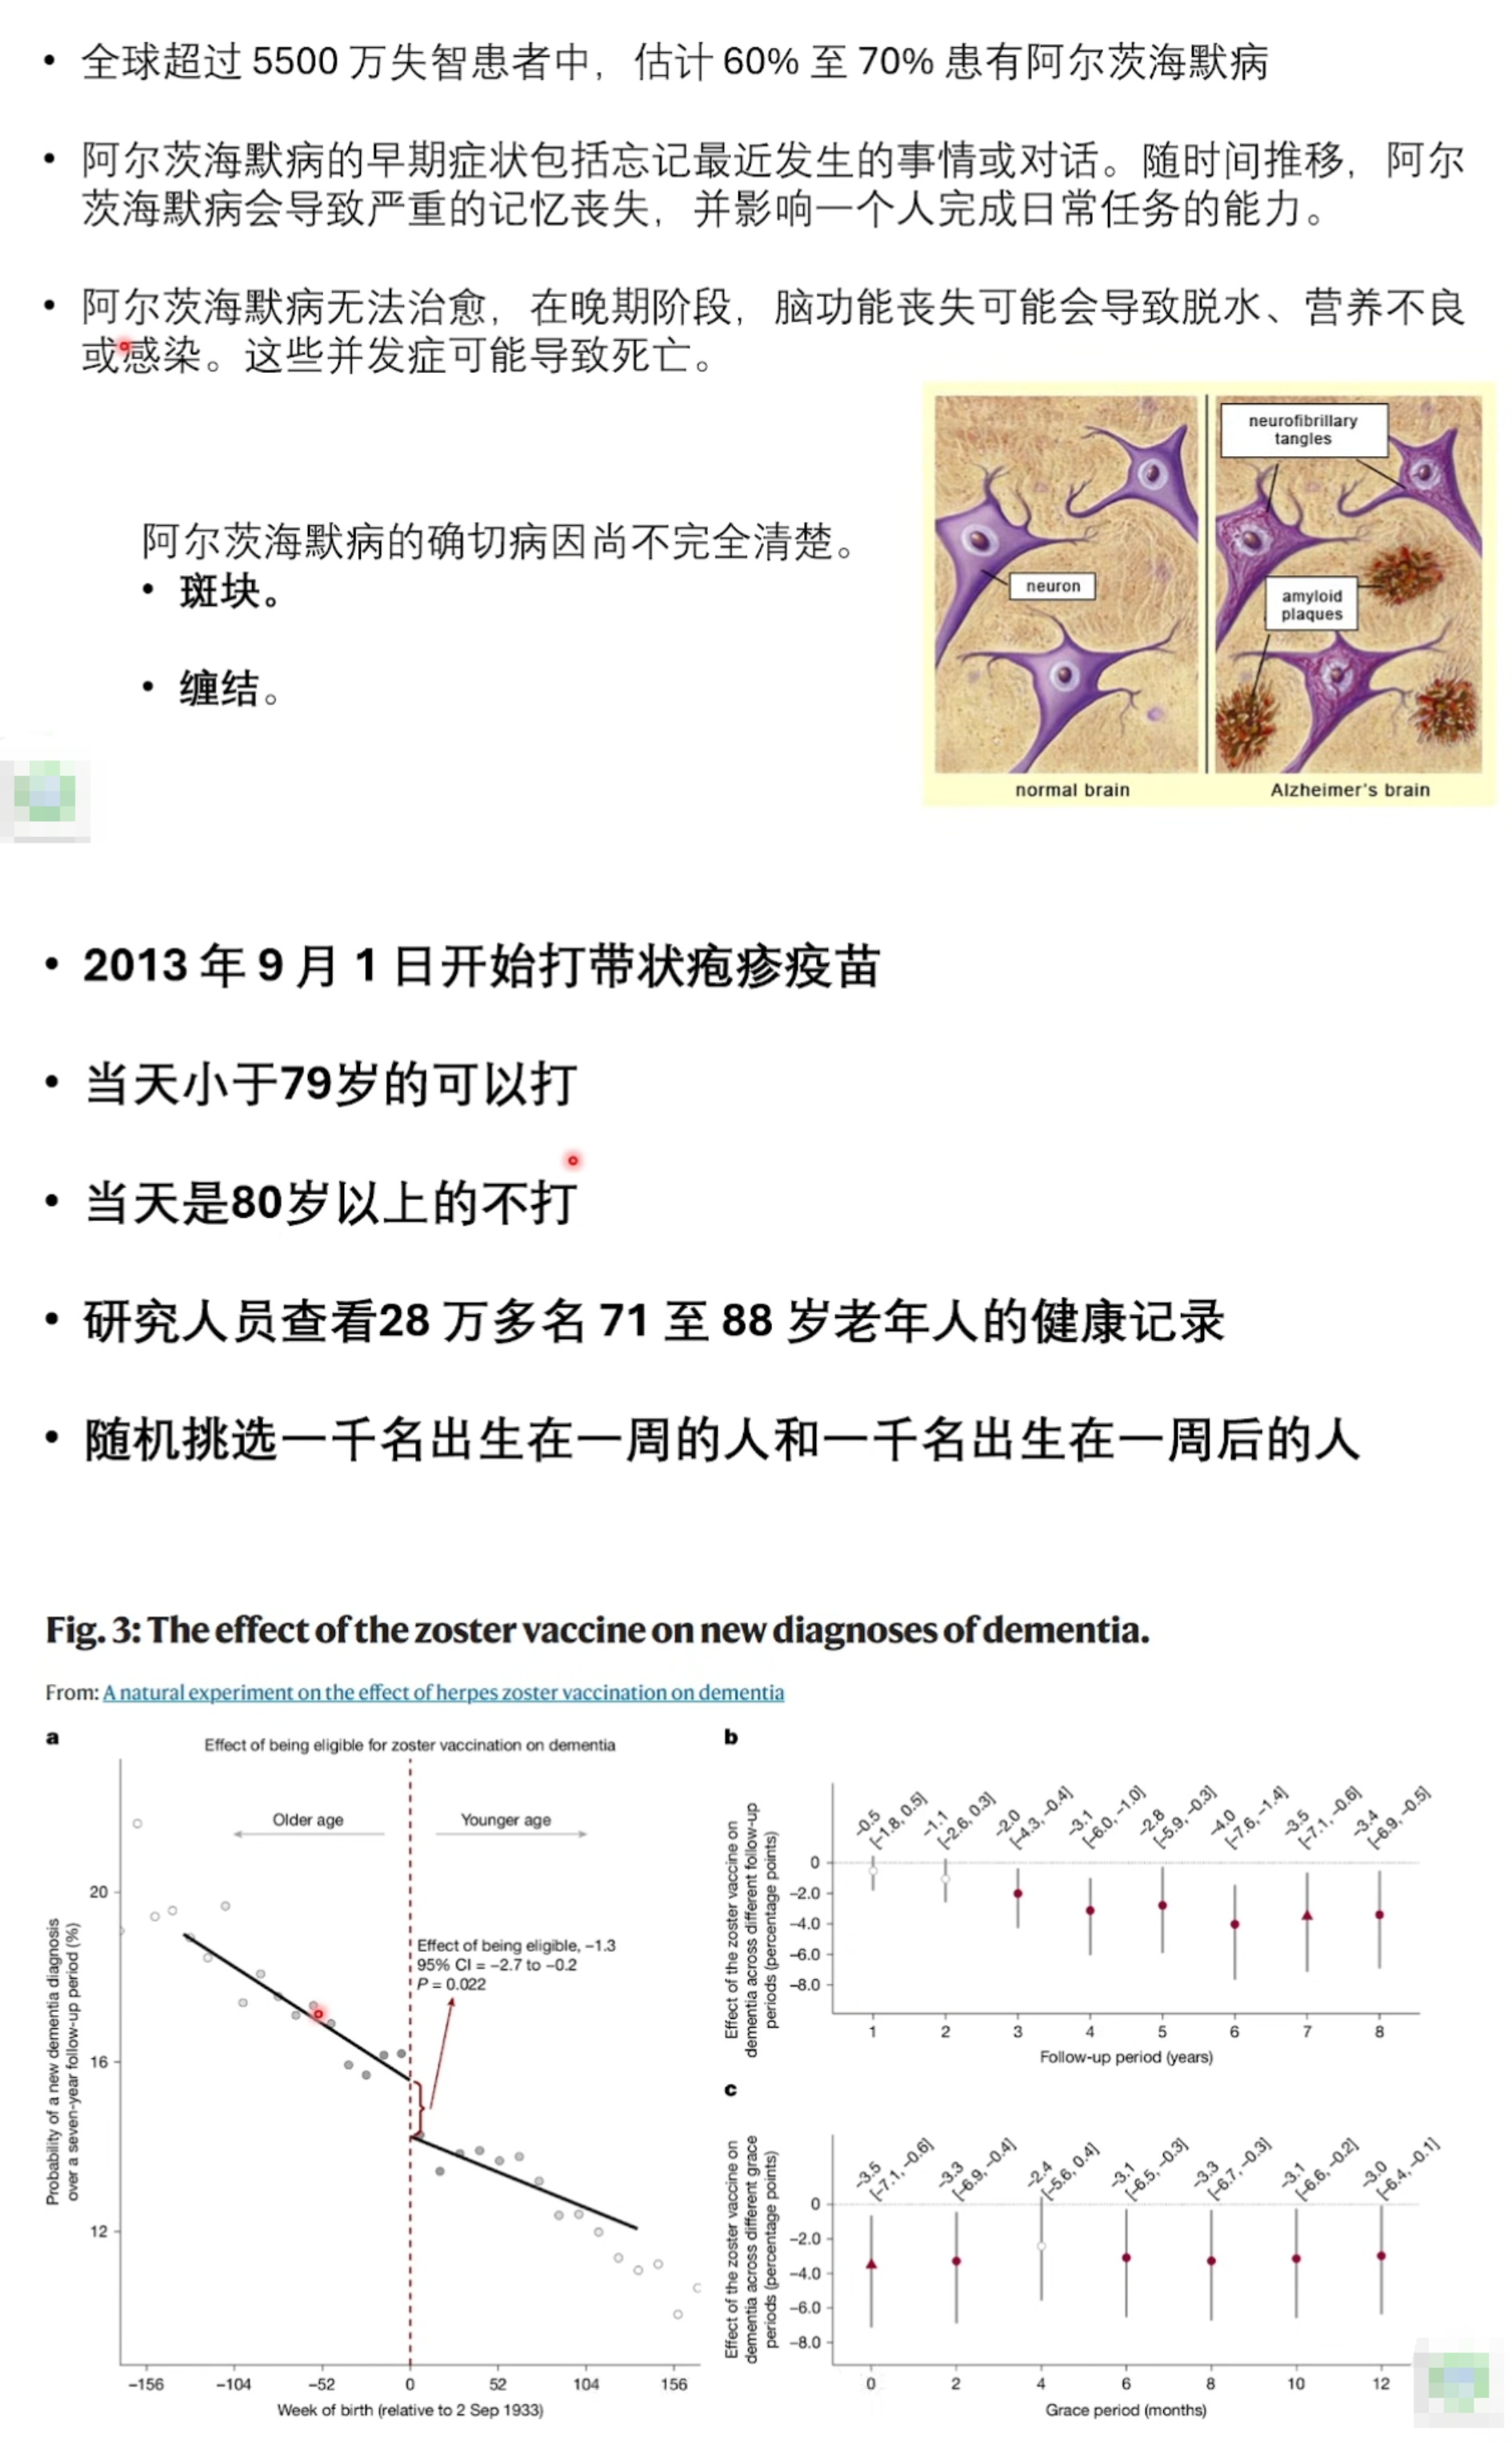 • 全球超过 5500 万失智患者中，估计 60% 至 70% 患有阿尔茨海默病
• 阿尔茨海默病的早期症状包括忘记最近发生的事情或对话。随时间推移，阿尔
茨海默病会导致严重的记忆丧失，并影响一个人完成日常任务的能力。
• 阿尔茨海默病无法治愈，在晚期阶段，脑功能丧失可能会导致脱水、营养不良
或感染。这些并发症可能导致死亡。
阿尔茨海默病的确切病因尚不完全清楚。
• 斑块。
• 缠结。
neurofibrillary
tangles
neuron
amyloid
plaques
normal brain
Alzheimer's brain
• 2013 年 9 月 1 日开始打带状疱疹疫苗
• 当天小于79岁的可以打
• 当天是80岁以上的不打
• 研究人员查看28 万多名 71 至 88 岁老年人的健康记录
• 随机挑选一千名出生在一周的人和一千名出生在一周后的人
Fig. 3: The effect of the zoster vaccine on new diagnoses of dementia.
From: A natural experiment on the effect of herpes zoster vaccination on dementia
a
Effect of being eligible for zoster vaccination on dementia
Older age
Younger age
Effect of being eligible, –1.3
95% CI = –2.7 to –0.2
P = 0.022
Probability of a new dementia diagnosis
over a seven-year follow-up period (%)
20
16
12
–156
–104
–52
0
52
104
156
Week of birth (relative to 2 Sep 1933)
b
Effect of the zoster vaccine on
dementia across different follow-up
periods (percentage points)
–0.5
[–1.8, 0.5]
–1.1
[–2.6, 0.3]
–2.0
[–4.3, –0.4]
–3.1
[–6.0, –1.0]
–2.8
[–5.9, –0.3]
–4.0
[–7.6, –1.4]
–3.5
[–7.1, –0.6]
–3.4
[–6.9, –0.5]
0
–2.0
–4.0
–6.0
–8.0
1
2
3
4
5
6
7
8
Follow-up period (years)
c
Effect of the zoster vaccine on
dementia across different grace
periods (percentage points)
–3.5
[–7.1, –0.6]
–3.3
[–6.9, –0.4]
–2.4
[–5.6, 0.4]
–3.1
[–6.5, –0.3]
–3.3
[–6.7, –0.3]
–3.1
[–6.6, –0.2]
–3.0
[–6.4, –0.1]
0
–2.0
–4.0
–6.0
–8.0
0
2
4
6
8
10
12
Grace period (months)